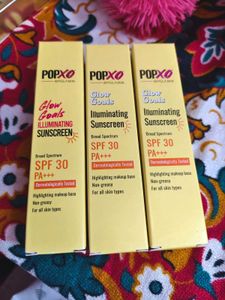 POPXO
Glow
Goals
ILLUMINATING
SUNSCREEN
Broad Spectrum
SPF 30
PA+++
Dermatologically Tested
Highlighting makeup base
Non greasy
For all skin types
POPXO
Glow
Goals
Illuminating
Sunscreen
Broad Spectrum
SPF 30
PA+++
Dermatologically Tested
Highlighting makeup base
Non-greasy
For all skin types
POPXO
Glow
Goals
Illuminating
Sunscreen
Broad Spectrum
SPF 30
PA+++
Dermatologically Tested
Highlighting makeup base
Non-greasy
For all skin types